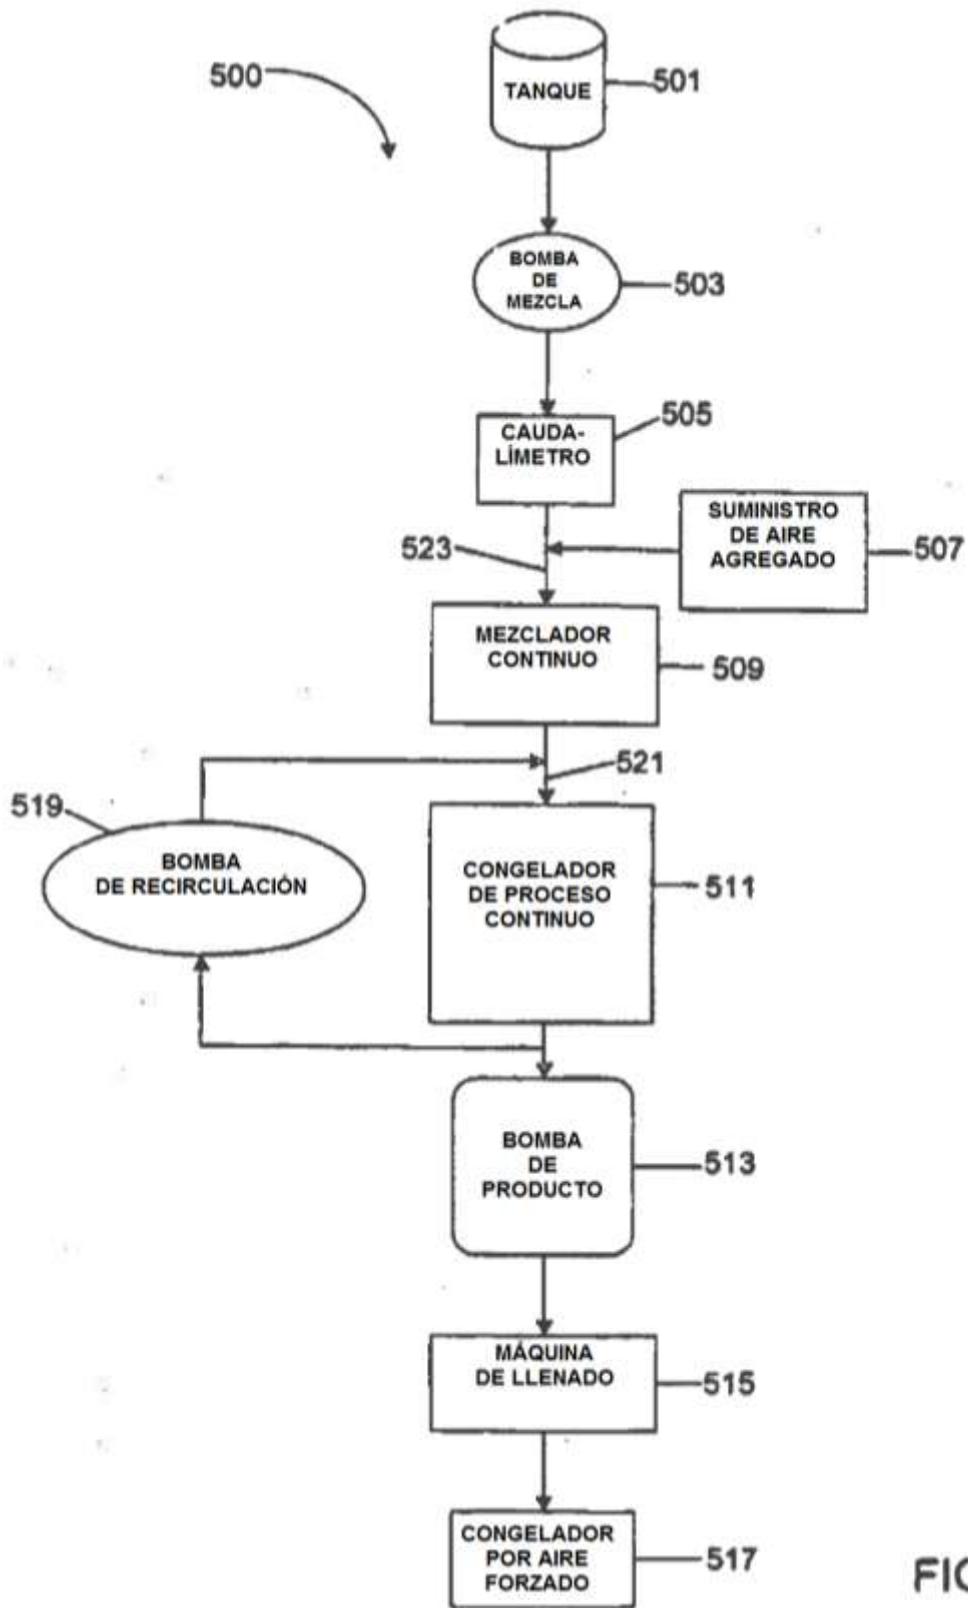 500
TANQUE
501
BOMBA
DE
MEZCLA
503
CAUDA-
LÍMETRO
505
SUMINISTRO
DE AIRE
AGREGADO
507
523
MEZCLADOR
CONTINUO
509
521
519
BOMBA
DE RECIRCULACIÓN
CONGELADOR
DE PROCESO
CONTINUO
511
BOMBA
DE
PRODUCTO
513
MÁQUINA
DE LLENADO
515
CONGELADOR
POR AIRE
FORZADO
517